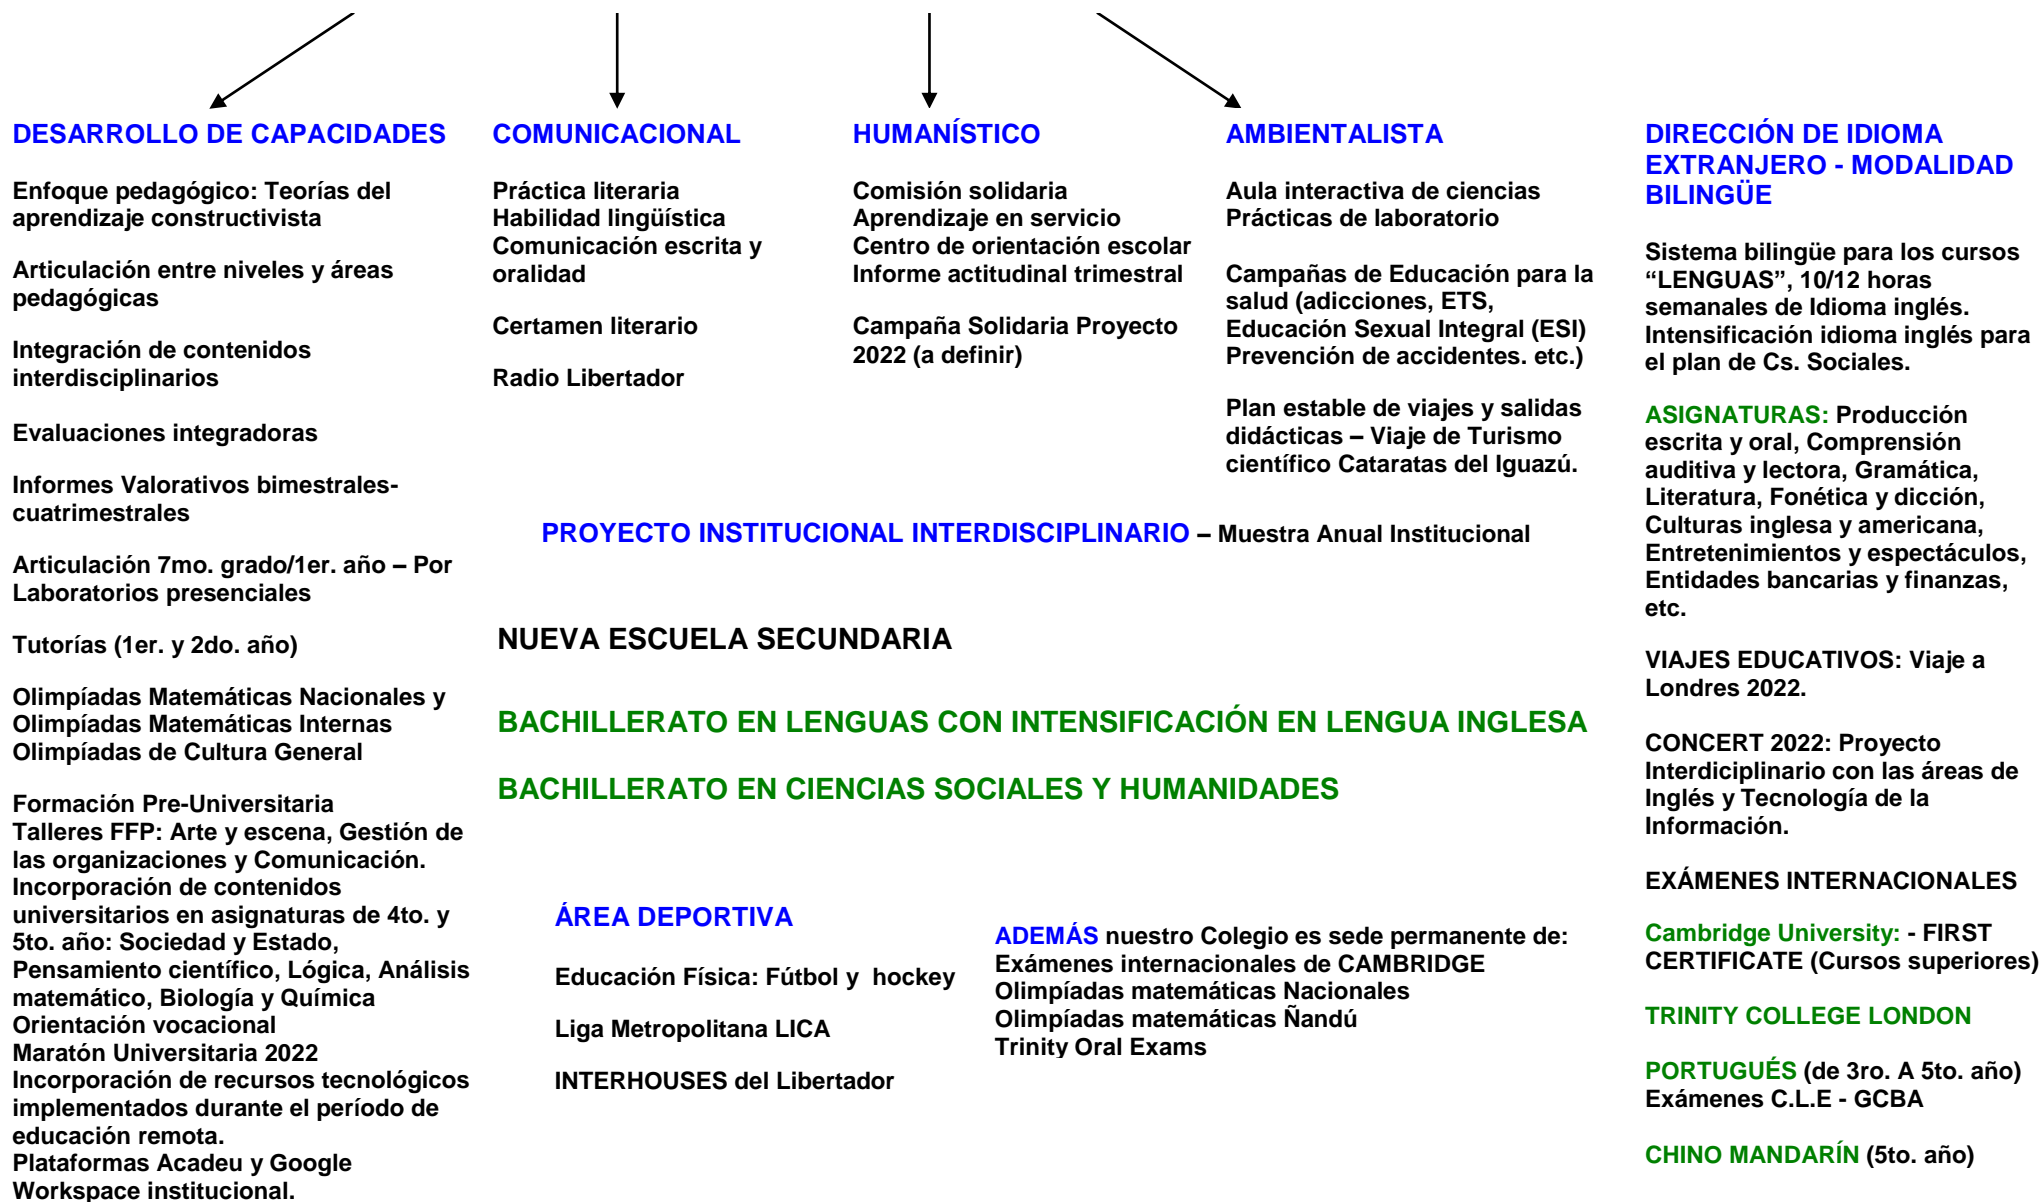 DESARROLLO DE CAPACIDADES
Enfoque pedagógico: Teorías del
aprendizaje constructivista
Articulación entre niveles y áreas
pedagógicas
Integración de contenidos
interdisciplinarios
Evaluaciones integradoras
Informes Valorativos bimestrales-
cuatrimestrales
Articulación 7mo. grado/1er. año – Por
Laboratorios presenciales
Tutorías (1er. y 2do. año)
Olimpíadas Matemáticas Nacionales y
Olimpíadas Matemáticas Internas
Olimpíadas de Cultura General
Formación Pre-Universitaria
Talleres FFP: Arte y escena, Gestión de
las organizaciones y Comunicación.
Incorporación de contenidos
universitarios en asignaturas de 4to. y
5to. año: Sociedad y Estado,
Pensamiento científico, Lógica, Análisis
matemático, Biología y Química
Orientación vocacional
Maratón Universitaria 2022
Incorporación de recursos tecnológicos
implementados durante el período de
educación remota.
Plataformas Acadeu y Google
Workspace institucional.
COMUNICACIONAL
Práctica literaria
Habilidad lingüística
Comunicación escrita y
oralidad
Certamen literario
Radio Libertador
HUMANÍSTICO
Comisión solidaria
Aprendizaje en servicio
Centro de orientación escolar
Informe actitudinal trimestral
Campaña Solidaria Proyecto
2022 (a definir)
AMBIENTALISTA
Aula interactiva de ciencias
Prácticas de laboratorio
Campañas de Educación para la
salud (adicciones, ETS,
Educación Sexual Integral (ESI)
Prevención de accidentes. etc.)
Plan estable de viajes y salidas
didácticas – Viaje de Turismo
científico Cataratas del Iguazú.
PROYECTO INSTITUCIONAL INTERDISCIPLINARIO – Muestra Anual Institucional
NUEVA ESCUELA SECUNDARIA
BACHILLERATO EN LENGUAS CON INTENSIFICACIÓN EN LENGUA INGLESA
BACHILLERATO EN CIENCIAS SOCIALES Y HUMANIDADES
ÁREA DEPORTIVA
Educación Física: Fútbol y hockey
Liga Metropolitana LICA
INTERHOUSES del Libertador
ADEMÁS nuestro Colegio es sede permanente de:
Exámenes internacionales de CAMBRIDGE
Olimpíadas matemáticas Nacionales
Olimpíadas matemáticas Ñandú
Trinity Oral Exams
DIRECCIÓN DE IDIOMA
EXTRANJERO - MODALIDAD
BILINGÜE
Sistema bilingüe para los cursos
“LENGUAS”, 10/12 horas
semanales de Idioma inglés.
Intensificación idioma inglés para
el plan de Cs. Sociales.
ASIGNATURAS: Producción
escrita y oral, Comprensión
auditiva y lectora, Gramática,
Literatura, Fonética y dicción,
Culturas inglesa y americana,
Entretenimientos y espectáculos,
Entidades bancarias y finanzas,
etc.
VIAJES EDUCATIVOS: Viaje a
Londres 2022.
CONCERT 2022: Proyecto
Interdiciplinario con las áreas de
Inglés y Tecnología de la
Información.
EXÁMENES INTERNACIONALES
Cambridge University: - FIRST
CERTIFICATE (Cursos superiores)
TRINITY COLLEGE LONDON
PORTUGUÉS (de 3ro. A 5to. año)
Exámenes C.L.E - GCBA
CHINO MANDARÍN (5to. año)